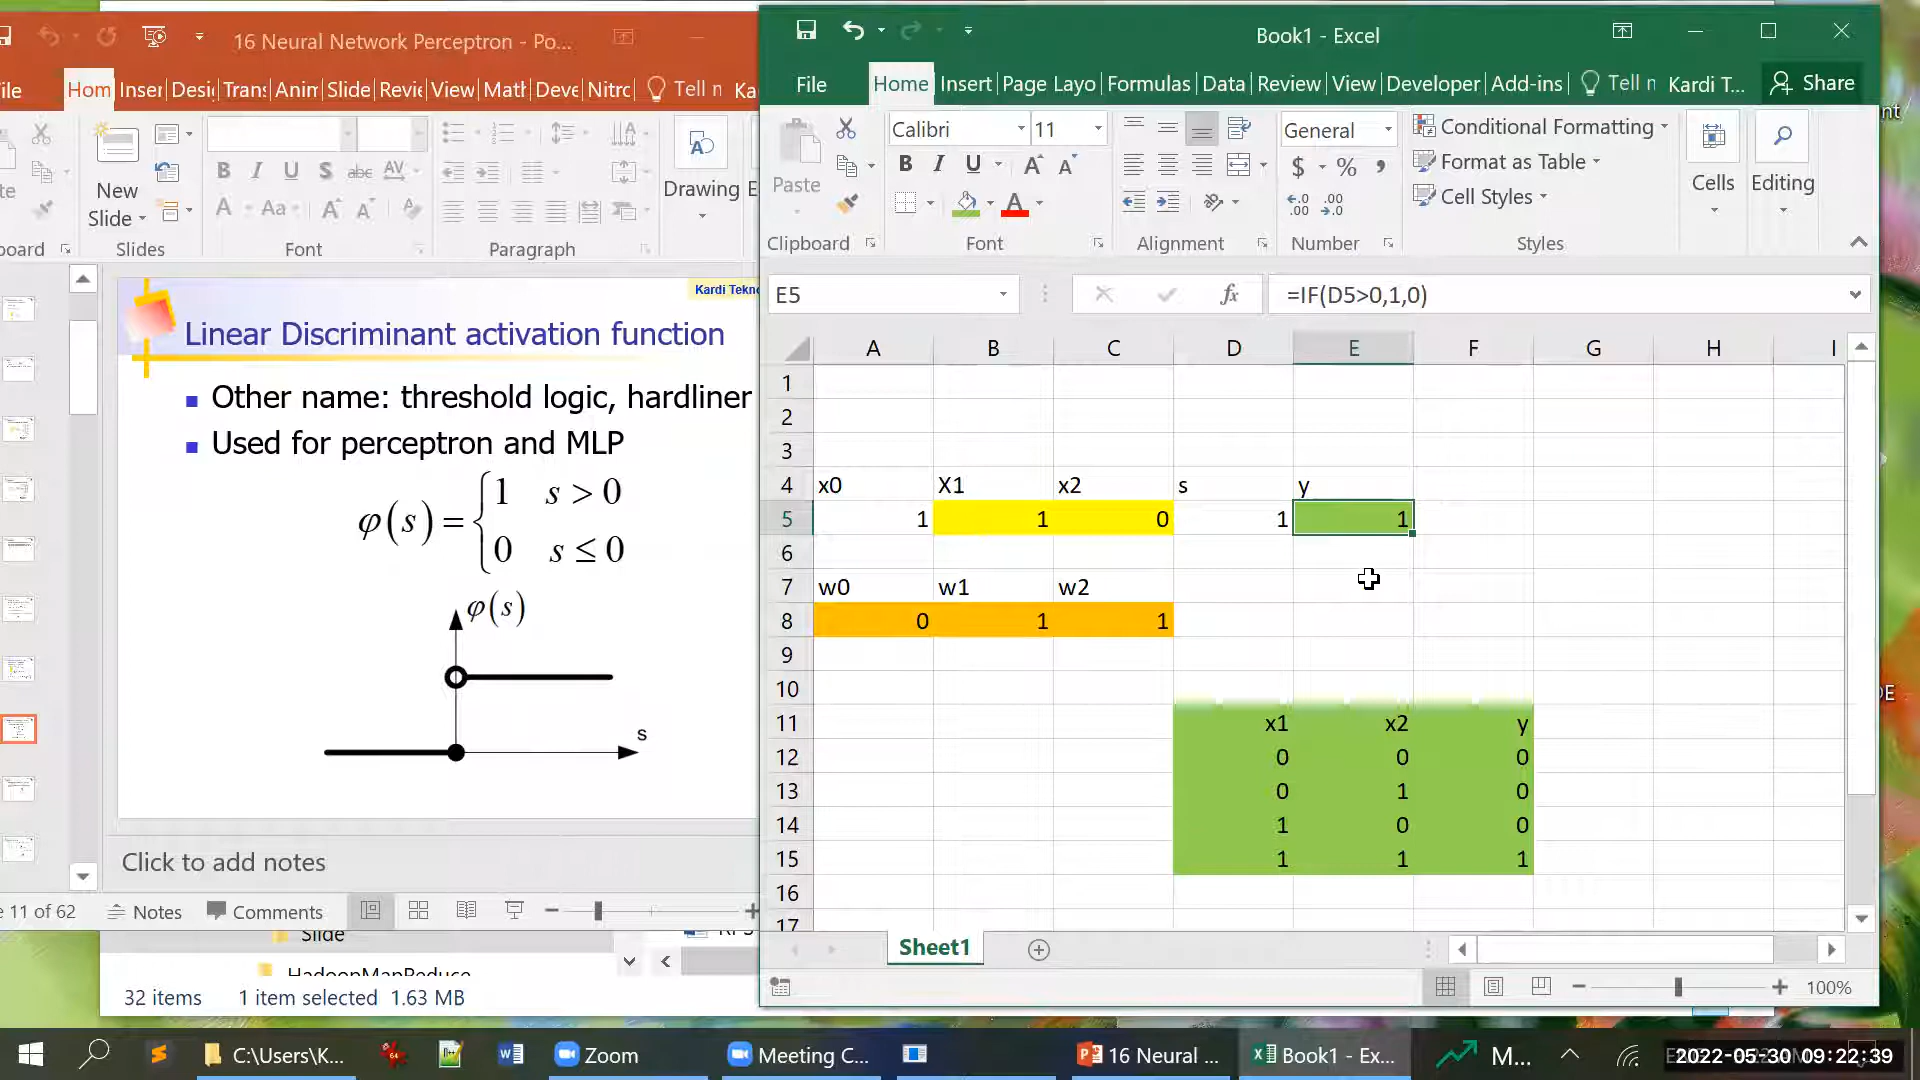 16 Neural Network Perceptron - Po...
Hom Inser Desi Trans Anim Slide Revie View Math Deve Nitro Tell n Ka
New
Slide
Drawing
Slides Font Paragraph
Kardi Tekno
Linear Discriminant activation function
Other name: threshold logic, hardliner
Used for perceptron and MLP
φ(s) = { 1 s > 0
0 s ≤ 0
φ(s)
s
Click to add notes
11 of 62 Notes Comments
Slide
HadoopMapReduce
32 items 1 item selected 1.63 MB
Book1 - Excel
File Home Insert Page Layo Formulas Data Review View Developer Add-ins Tell n Kardi T... Share
Paste
Calibri 11
B I U
General
$ % ,
Conditional Formatting
Format as Table
Cell Styles
Cells Editing
Clipboard Font Alignment Number Styles
E5 fx =IF(D5>0,1,0)
A B C D E F G H I
1
2
3
4 x0 X1 x2 s y
5 1 1 0 1 1
6
7 w0 w1 w2
8 0 1 1
9
10
11 x1 x2 y
12 0 0 0
13 0 1 0
14 1 0 0
15 1 1 1
16
17
Sheet1
100%
C:\Users\K... Zoom Meeting C... 16 Neural ... Book1 - Ex... M... 2022-05-30 09:22:39